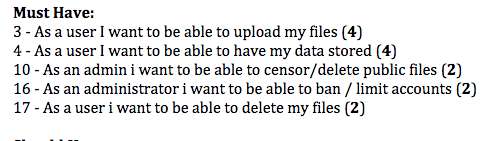 Must Have:
3 - As a user I want to be able to upload my files (4)
4 - As a user I want to be able to have my data stored (4)
10 - As an admin i want to be able to censor/delete public files (2)
16 - As an administrator i want to be able to ban / limit accounts (2)
17 - As a user i want to be able to delete my files (2)